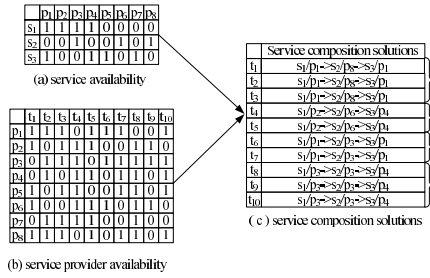 p1 p2 p3 p4 p5 p6 p7 p8
s1 1 1 1 1 0 0 0 0
s2 0 0 1 0 0 1 0 1
s3 1 0 0 1 1 0 1 0
(a) service availability
t1 t2 t3 t4 t5 t6 t7 t8 t9 t10
p1 1 1 1 0 1 1 1 0 0 1
p2 1 0 1 1 0 1 1 1 0 1
p3 0 1 1 1 0 1 1 1 1 1
p4 0 1 0 1 1 1 1 1 1 1
p5 1 0 1 1 0 0 1 1 0 1
p6 1 1 0 0 1 1 0 1 1 0
p7 0 1 1 1 0 1 1 1 0 1
p8 1 1 1 0 1 0 1 1 0 1
(b) service provider availability
Service composition solutions
t1 s1/p1->s2/p8->s3/p1
t2 s1/p1->s2/p8->s3/p1
t3 s1/p1->s2/p8->s3/p1
t4 s1/p2->s2/p6->s3/p4
t5 s1/p2->s2/p6->s3/p4
t6 s1/p1->s2/p3->s3/p1
t7 s1/p1->s2/p3->s3/p1
t8 s1/p3->s2/p3->s3/p4
t9 s1/p3->s2/p3->s3/p4
t10 s1/p3->s2/p3->s3/p4
( c ) service composition solutions